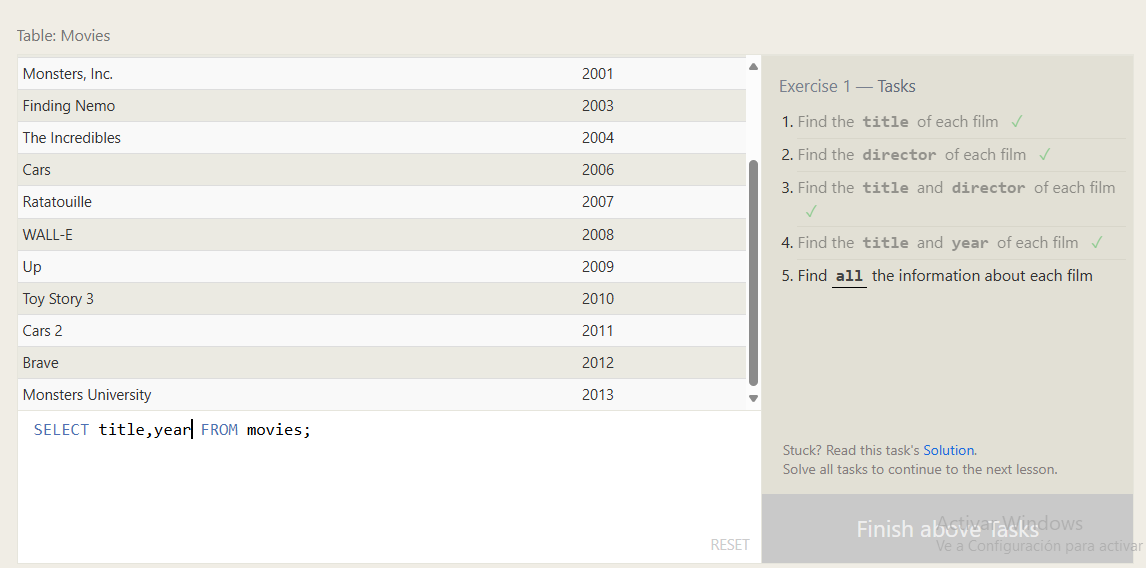 Table: Movies
Monsters, Inc. 2001
Finding Nemo 2003
The Incredibles 2004
Cars 2006
Ratatouille 2007
WALL-E 2008
Up 2009
Toy Story 3 2010
Cars 2 2011
Brave 2012
Monsters University 2013
SELECT title,year FROM movies;
RESET
Exercise 1 — Tasks
1. Find the title of each film ✓
2. Find the director of each film ✓
3. Find the title and director of each film
✓
4. Find the title and year of each film ✓
5. Find all the information about each film
Stuck? Read this task's Solution.
Solve all tasks to continue to the next lesson.
Finish above Tasks
Activar Windows
Ve a Configuración para activar